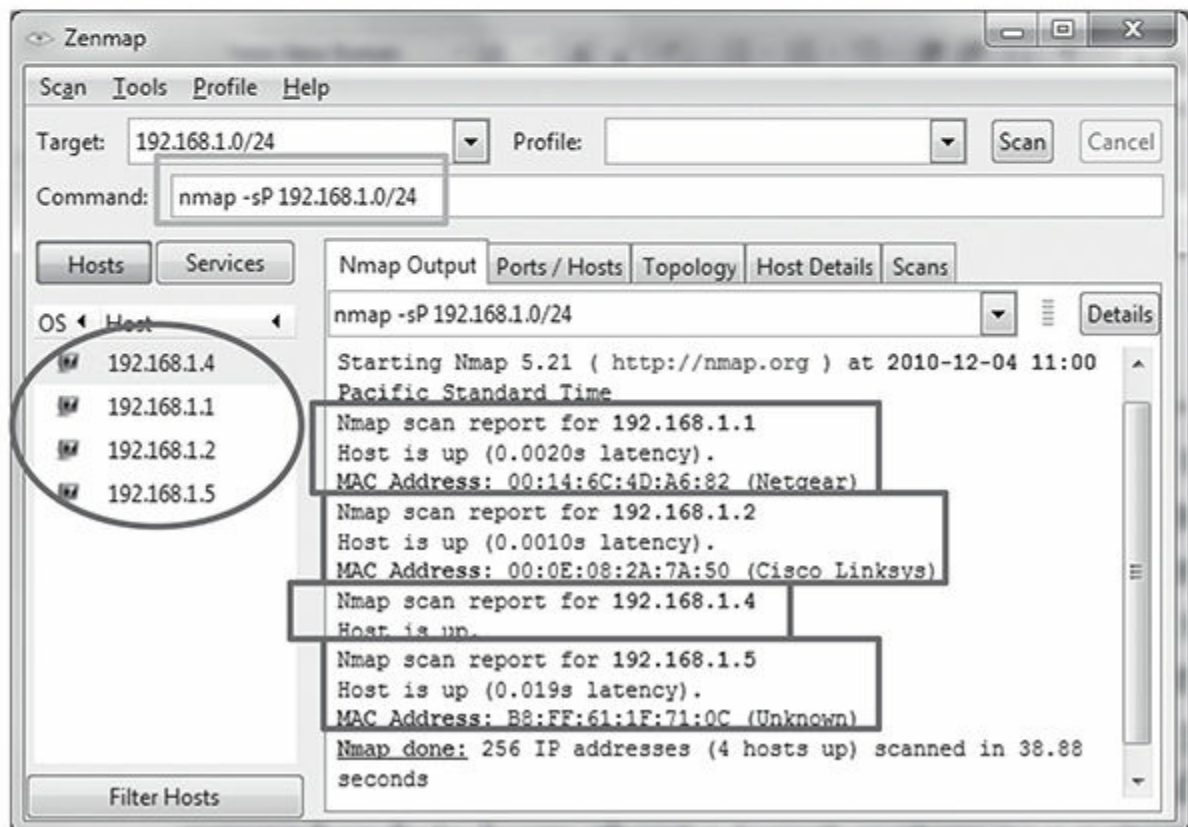 Zenmap
Scan Tools Profile Help
Target: 192.168.1.0/24 Profile: Scan Cancel
Command: nmap -sP 192.168.1.0/24
Hosts Services
Nmap Output Ports / Hosts Topology Host Details Scans
OS Host
192.168.1.4
192.168.1.1
192.168.1.2
192.168.1.5
Filter Hosts
nmap -sP 192.168.1.0/24 Details
Starting Nmap 5.21 ( http://nmap.org ) at 2010-12-04 11:00
Pacific Standard Time
Nmap scan report for 192.168.1.1
Host is up (0.0020s latency).
MAC Address: 00:14:6C:4D:A6:82 (Netgear)
Nmap scan report for 192.168.1.2
Host is up (0.0010s latency).
MAC Address: 00:0E:08:2A:7A:50 (Cisco Linksys)
Nmap scan report for 192.168.1.4
Host is up.
Nmap scan report for 192.168.1.5
Host is up (0.019s latency).
MAC Address: B8:FF:61:1F:71:0C (Unknown)
Nmap done: 256 IP addresses (4 hosts up) scanned in 38.88
seconds